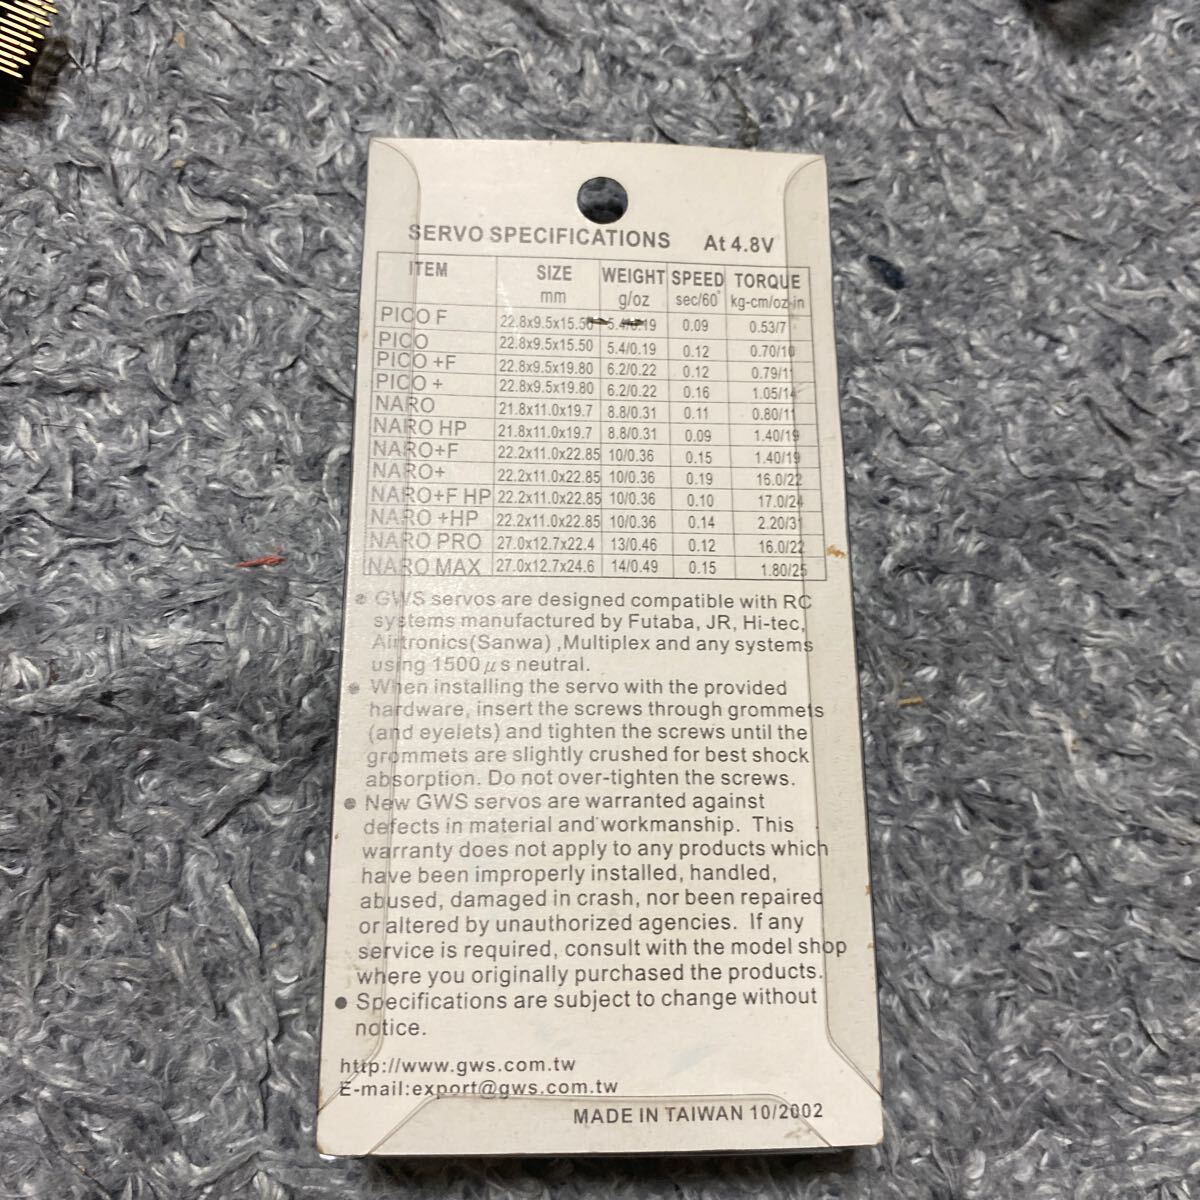 SERVO SPECIFICATIONS At 4.8V
ITEM SIZE WEIGHT SPEED TORQUE
mm g/oz sec/60° kg-cm/oz-in
PICO F 22.8x9.5x15.50 5.4/0.19 0.09 0.53/7
PICO 22.8x9.5x15.50 5.4/0.19 0.12 0.70/10
PICO +F 22.8x9.5x19.80 6.2/0.22 0.12 0.79/11
PICO + 22.8x9.5x19.80 6.2/0.22 0.16 1.05/14
NARO 21.8x11.0x19.7 8.8/0.31 0.11 0.80/11
NARO HP 21.8x11.0x19.7 8.8/0.31 0.09 1.40/19
NARO+F 22.2x11.0x22.85 10/0.36 0.15 1.40/19
NARO+ 22.2x11.0x22.85 10/0.36 0.19 16.0/22
NARO+F HP 22.2x11.0x22.85 10/0.36 0.10 17.0/24
NARO +HP 22.2x11.0x22.85 10/0.36 0.14 2.20/31
NARO PRO 27.0x12.7x22.4 13/0.46 0.12 16.0/22
NARO MAX 27.0x12.7x24.6 14/0.49 0.15 1.80/25
● GWS servos are designed compatible with RC
systems manufactured by Futaba, JR, Hi-tec,
Airtronics(Sanwa) ,Multiplex and any systems
using 1500μs neutral.
● When installing the servo with the provided
hardware, insert the screws through grommets
(and eyelets) and tighten the screws until the
grommets are slightly crushed for best shock
absorption. Do not over-tighten the screws.
● New GWS servos are warranted against
defects in material and workmanship. This
warranty does not apply to any products which
have been improperly installed, handled,
abused, damaged in crash, nor been repaired
or altered by unauthorized agencies. If any
service is required, consult with the model shop
where you originally purchased the products.
● Specifications are subject to change without
notice.
http://www.gws.com.tw
E-mail:export@gws.com.tw
MADE IN TAIWAN 10/2002